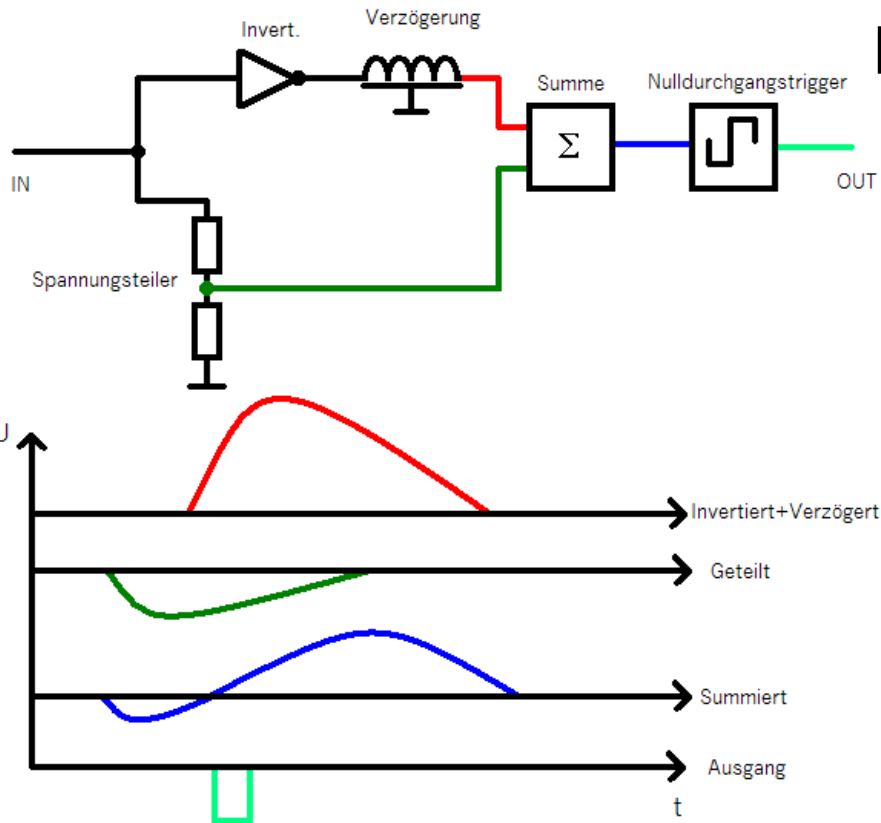 Invert.
Verzögerung
Summe
Nulldurchgangstrigger
Σ
IN
OUT
Spannungsteiler
U
Invertiert+Verzögert
Geteilt
Summiert
Ausgang
t